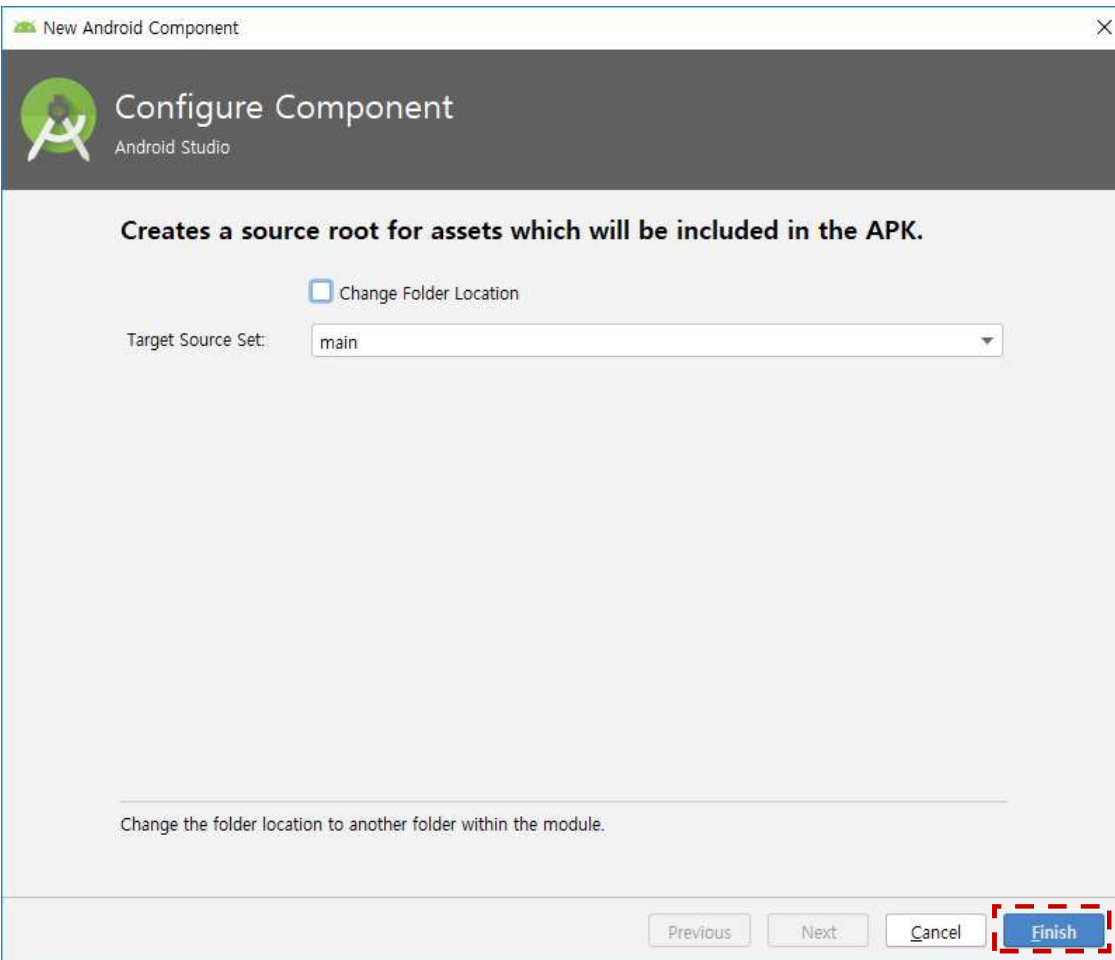 New Android Component
Configure Component
Android Studio
Creates a source root for assets which will be included in the APK.
Change Folder Location
Target Source Set:
main
Change the folder location to another folder within the module.
Previous
Next
Cancel
Finish